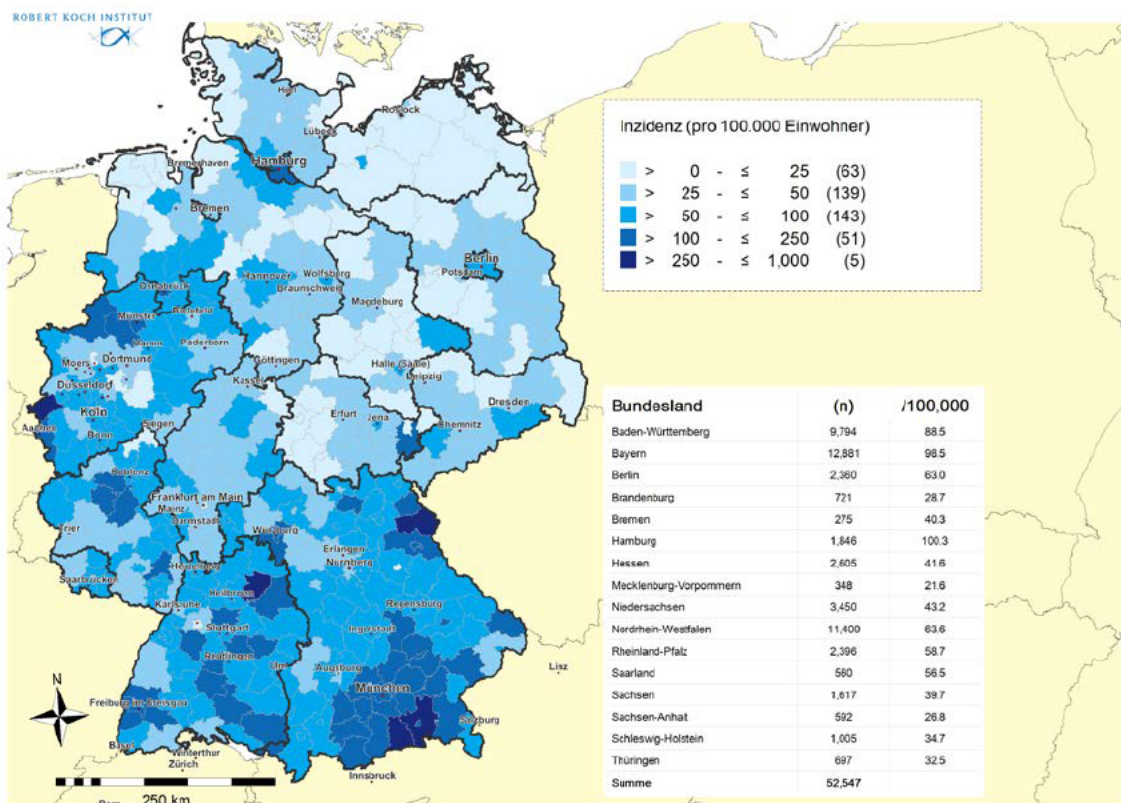 ROBERT KOCH INSTITUT
Kiel
Rostock
Lübeck
Bremerhaven
Hamburg
Bremen
Berlin
Potsdam
Hannover
Wolfsburg
Braunschweig
Magdeburg
Osnabrück
Bielefeld
Münster
Hamm
Paderborn
Moers
Dortmund
Göttingen
Halle (Saale)
Leipzig
Düsseldorf
Kassel
Dresden
Köln
Erfurt
Jena
Aachen
Bonn
Siegen
Chemnitz
Koblenz
Frankfurt am Main
Mainz
Trier
Darmstadt
Würzburg
Erlangen
Nürnberg
Saarbrücken
Heidelberg
Heilbronn
Karlsruhe
Regensburg
Stuttgart
Ingolstadt
Reutlingen
Ulm
Augsburg
Linz
München
Freiburg im Breisgau
Salzburg
Basel
Winterthur
Zürich
Innsbruck
N
250 km
Inzidenz (pro 100.000 Einwohner)
> 0 - ≤ 25 (63)
> 25 - ≤ 50 (139)
> 50 - ≤ 100 (143)
> 100 - ≤ 250 (51)
> 250 - ≤ 1,000 (5)
Bundesland (n) /100,000
Baden-Württemberg 9,794 88.5
Bayern 12,881 98.5
Berlin 2,360 63.0
Brandenburg 721 28.7
Bremen 275 40.3
Hamburg 1,846 100.3
Hessen 2,605 41.6
Mecklenburg-Vorpommern 348 21.6
Niedersachsen 3,450 43.2
Nordrhein-Westfalen 11,400 63.6
Rheinland-Pfalz 2,396 58.7
Saarland 560 56.5
Sachsen 1,617 39.7
Sachsen-Anhat 592 26.8
Schleswig-Holstein 1,005 34.7
Thüringen 697 32.5
Summe 52,547